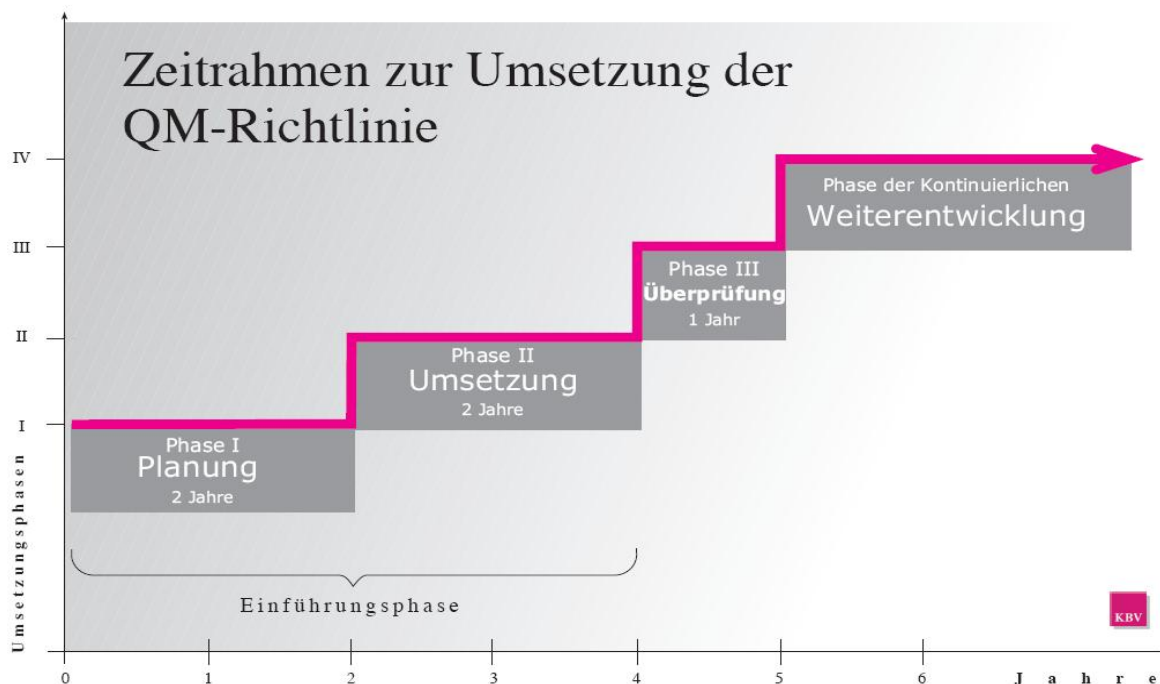 Zeitrahmen zur Umsetzung der
QM-Richtlinie
IV
III
II
I
Umsetzungsphasen
Phase der Kontinuierlichen
Weiterentwicklung
Phase III
Überprüfung
1 Jahr
Phase II
Umsetzung
2 Jahre
Phase I
Planung
2 Jahre
Einführungsphase
KBV
0 1 2 3 4 5 6 Jahre